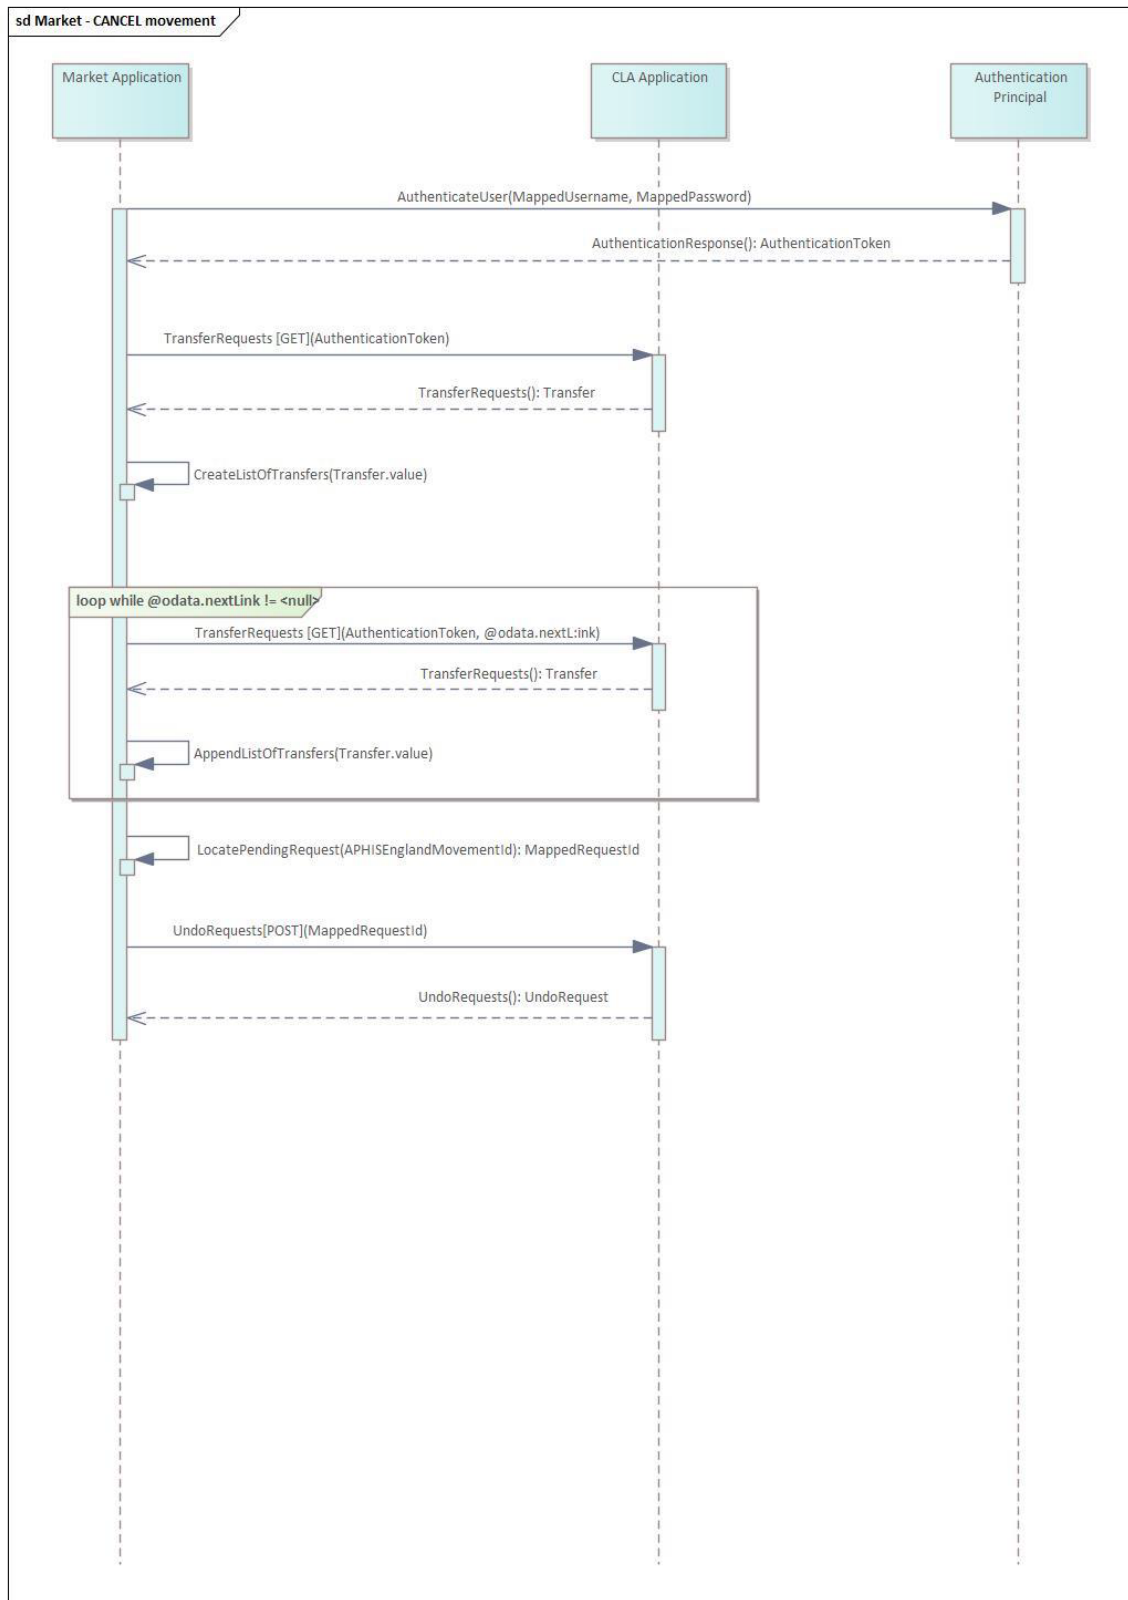 sd Market - CANCEL movement
Market Application
CLA Application
Authentication
Principal
AuthenticateUser(MappedUsername, MappedPassword)
AuthenticationResponse(): AuthenticationToken
TransferRequests [GET](AuthenticationToken)
TransferRequests(): Transfer
CreateListOfTransfers(Transfer.value)
loop while @odata.nextLink != <null>
TransferRequests [GET](AuthenticationToken, @odata.nextL:ink)
TransferRequests(): Transfer
AppendListOfTransfers(Transfer.value)
LocatePendingRequest(APHISEnglandMovementId): MappedRequestId
UndoRequests[POST](MappedRequestId)
UndoRequests(): UndoRequest